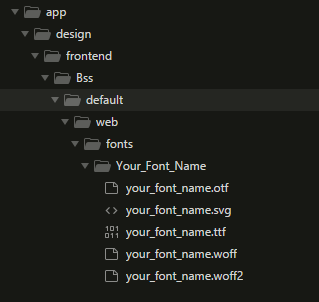 app
design
frontend
Bss
default
web
fonts
Your_Font_Name
your_font_name.otf
your_font_name.svg
your_font_name.ttf
your_font_name.woff
your_font_name.woff2